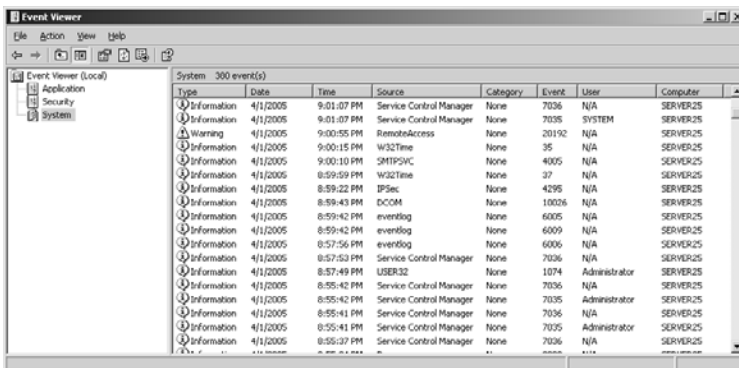 Event Viewer
File Action View Help
Event Viewer (Local)
Application
Security
System
System 300 event(s)
Type Date Time Source Category Event User Computer
Information 4/1/2005 9:01:07 PM Service Control Manager None 7036 N/A SERVER25
Information 4/1/2005 9:01:07 PM Service Control Manager None 7035 SYSTEM SERVER25
Warning 4/1/2005 9:00:55 PM RemoteAccess None 20192 N/A SERVER25
Information 4/1/2005 9:00:15 PM W32Time None 35 N/A SERVER25
Information 4/1/2005 9:00:10 PM SMTPSVC None 4005 N/A SERVER25
Information 4/1/2005 8:59:59 PM W32Time None 37 N/A SERVER25
Information 4/1/2005 8:59:22 PM IPSec None 4295 N/A SERVER25
Information 4/1/2005 8:59:43 PM DCOM None 10026 N/A SERVER25
Information 4/1/2005 8:59:42 PM eventlog None 6005 N/A SERVER25
Information 4/1/2005 8:59:42 PM eventlog None 6009 N/A SERVER25
Information 4/1/2005 8:57:56 PM eventlog None 6006 N/A SERVER25
Information 4/1/2005 8:57:53 PM Service Control Manager None 7036 N/A SERVER25
Information 4/1/2005 8:57:49 PM USER32 None 1074 Administrator SERVER25
Information 4/1/2005 8:55:42 PM Service Control Manager None 7036 N/A SERVER25
Information 4/1/2005 8:55:42 PM Service Control Manager None 7035 Administrator SERVER25
Information 4/1/2005 8:55:41 PM Service Control Manager None 7036 N/A SERVER25
Information 4/1/2005 8:55:41 PM Service Control Manager None 7035 Administrator SERVER25
Information 4/1/2005 8:55:37 PM Service Control Manager None 7036 N/A SERVER25